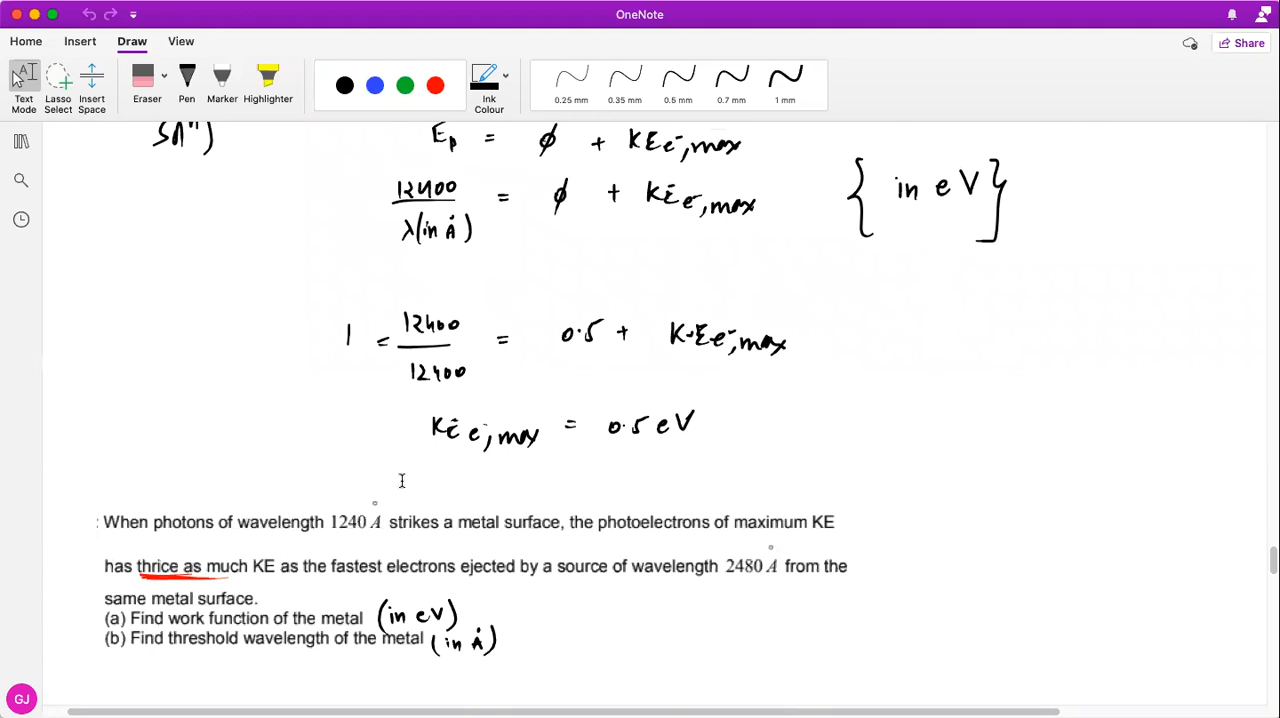 OneNote
Home Insert Draw View
Share
Text Mode
Lasso Select
Insert Space
Eraser
Pen
Marker
Highlighter
Ink Colour
0.25 mm
0.35 mm
0.5 mm
0.7 mm
1 mm
E_p = ϕ + KE e⁻,max
12400 / λ(in Å) = ϕ + KE e⁻,max { in eV }
1 = 12400 / 12400 = 0.5 + K.E e⁻,max
KE e⁻,max = 0.5 eV
: When photons of wavelength 1240 Å strikes a metal surface, the photoelectrons of maximum KE
has thrice as much KE as the fastest electrons ejected by a source of wavelength 2480 Å from the
same metal surface.
(a) Find work function of the metal (in eV)
(b) Find threshold wavelength of the metal (in Å)
GJ